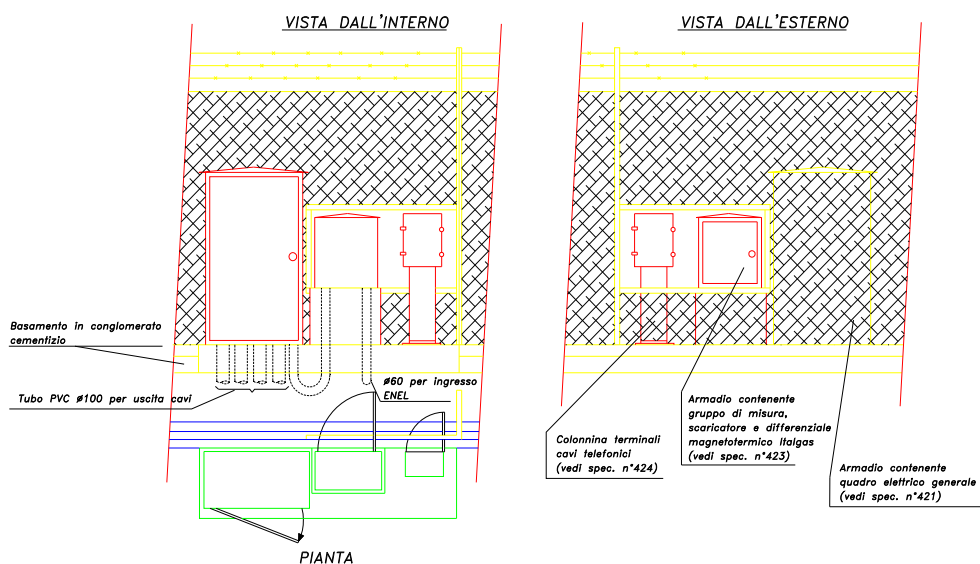 VISTA DALL'INTERNO
VISTA DALL'ESTERNO
Basamento in conglomerato
cementizio
Tubo PVC ø100 per uscita cavi
ø60 per ingresso
ENEL
Colonnina terminali
cavi telefonici
(vedi spec. n°424)
Armadio contenente
gruppo di misura,
scaricatore e differenziale
magnetotermico Italgas
(vedi spec. n°423)
Armadio contenente
quadro elettrico generale
(vedi spec. n°421)
PIANTA